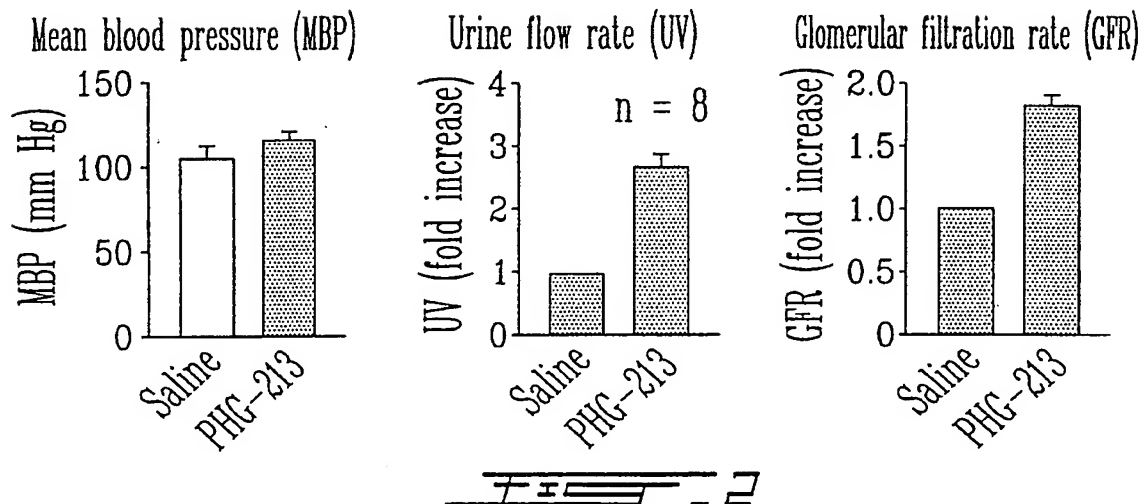 Mean blood pressure (MBP)
MBP (mm Hg)
150
100
50
0
Saline
PHG-213
Urine flow rate (UV)
UV (fold increase)
4
3
2
1
0
n = 8
Saline
PHG-213
Glomerular filtration rate (GFR)
GFR (fold increase)
2.0
1.5
1.0
0.5
0
Saline
PHG-213
FIG - 2